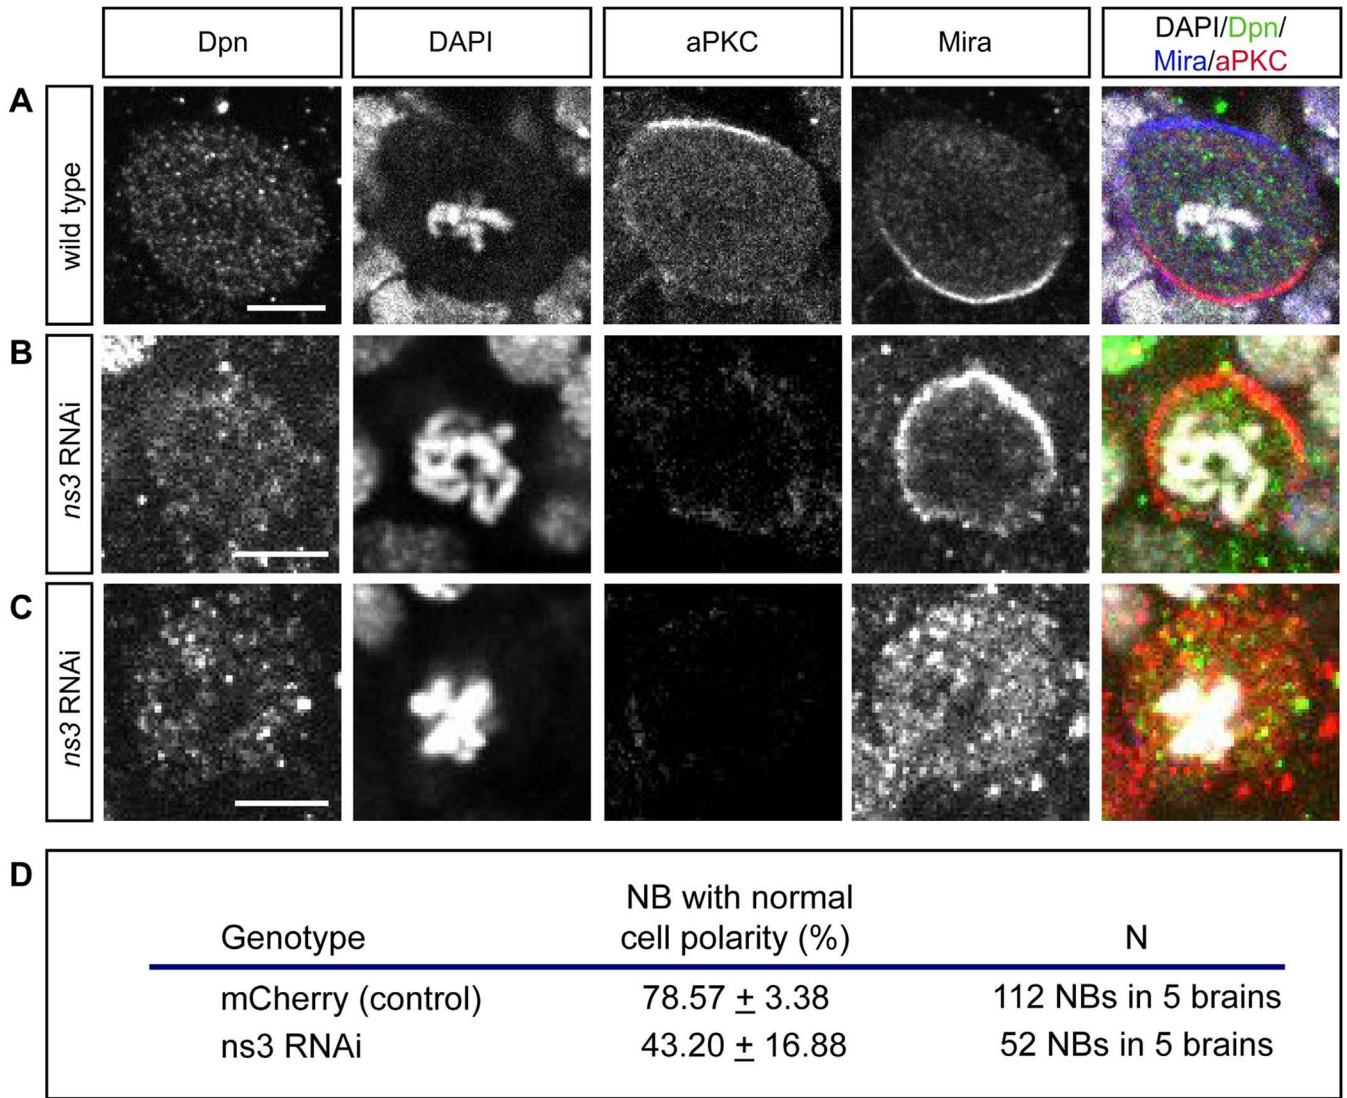 Dpn
DAPI
aPKC
Mira
DAPI/Dpn/
Mira/aPKC
A
wild type
B
ns3 RNAi
C
ns3 RNAi
D
NB with normal
Genotype cell polarity (%) N
mCherry (control) 78.57 ± 3.38 112 NBs in 5 brains
ns3 RNAi 43.20 ± 16.88 52 NBs in 5 brains